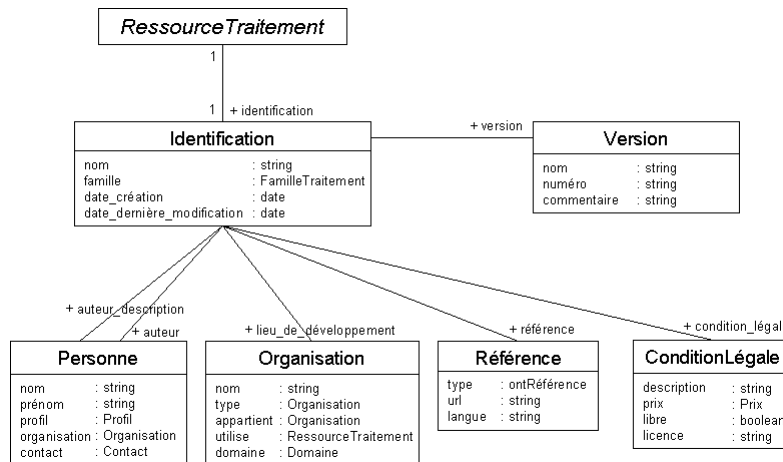 RessourceTraitement
1
1
+ identification
Identification
nom : string
famille : FamilleTraitement
date_création : date
date_dernière_modification : date
+ version
Version
nom : string
numéro : string
commentaire : string
+ auteur_description
+ auteur
+ lieu_de_développement
+ référence
+ condition_légal
Personne
nom : string
prénom : string
profil : Profil
organisation : Organisation
contact : Contact
Organisation
nom : string
type : Organisation
appartient : Organisation
utilise : RessourceTraitement
domaine : Domaine
Référence
type : ontRéférence
url : string
langue : string
ConditionLégale
description : string
prix : Prix
libre : boolean
licence : string